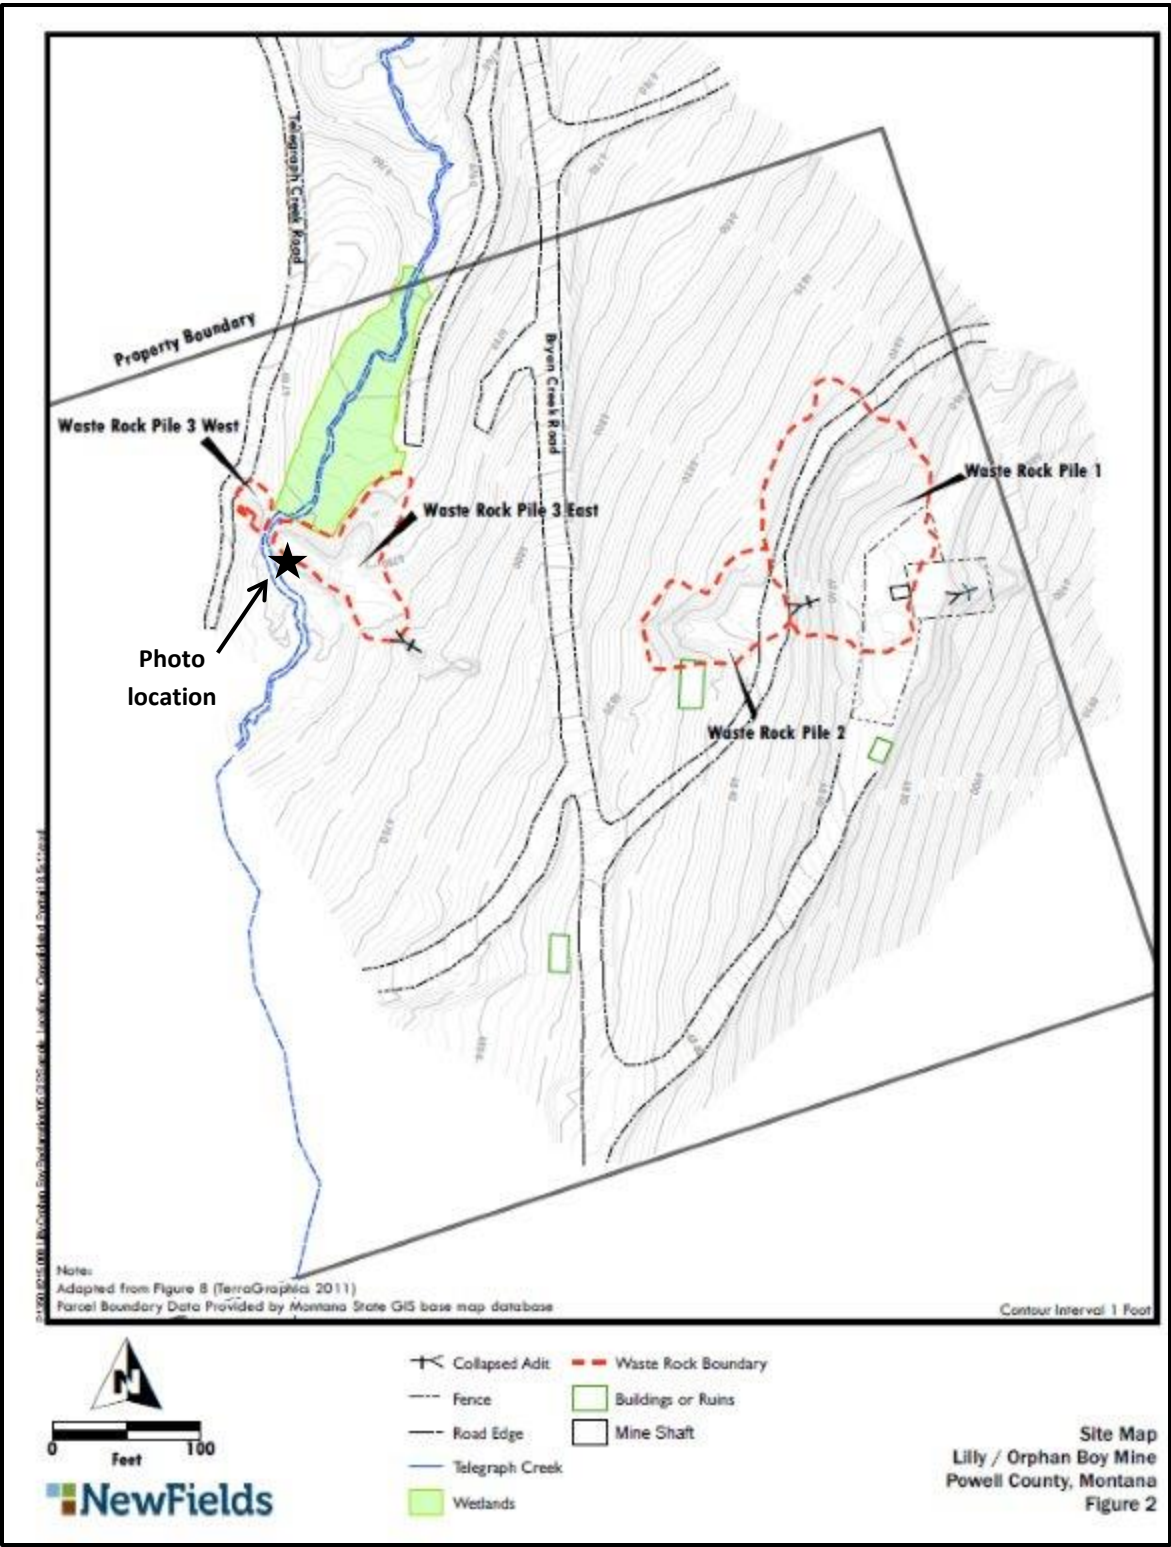 Telegraph Creek Road
Property Boundary
Bryan Creek Road
Waste Rock Pile 3 West
Waste Rock Pile 1
Waste Rock Pile 3 East
Photo
location
Waste Rock Pile 2
Note:
Adapted from Figure 8 (TerraGraphics 2011)
Parcel Boundary Data Provided by Montana State GIS base map database
Contour Interval 1 Foot
N
0 100
Feet
NewFields
Collapsed Adit
Fence
Road Edge
Telegraph Creek
Wetlands
Waste Rock Boundary
Buildings or Ruins
Mine Shaft
Site Map
Lilly / Orphan Boy Mine
Powell County, Montana
Figure 2